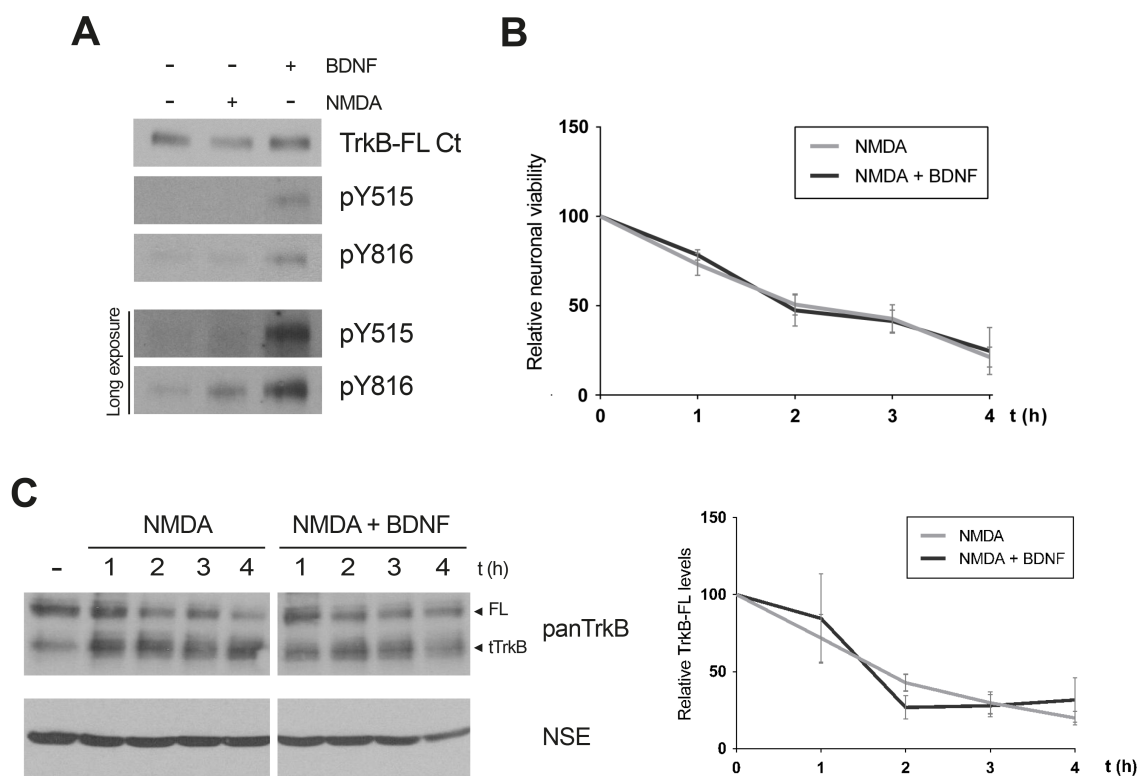 A
- - + BDNF
- + - NMDA
TrkB-FL Ct
pY515
pY816
Long exposure
pY515
pY816
B
Relative neuronal viability
150
100
50
0
NMDA
NMDA + BDNF
0 1 2 3 4 t (h)
C
NMDA NMDA + BDNF
- 1 2 3 4 t (h) 1 2 3 4
◄ FL
◄ tTrkB
panTrkB
NSE
Relative TrkB-FL levels
150
100
50
0
NMDA
NMDA + BDNF
0 1 2 3 4 t (h)